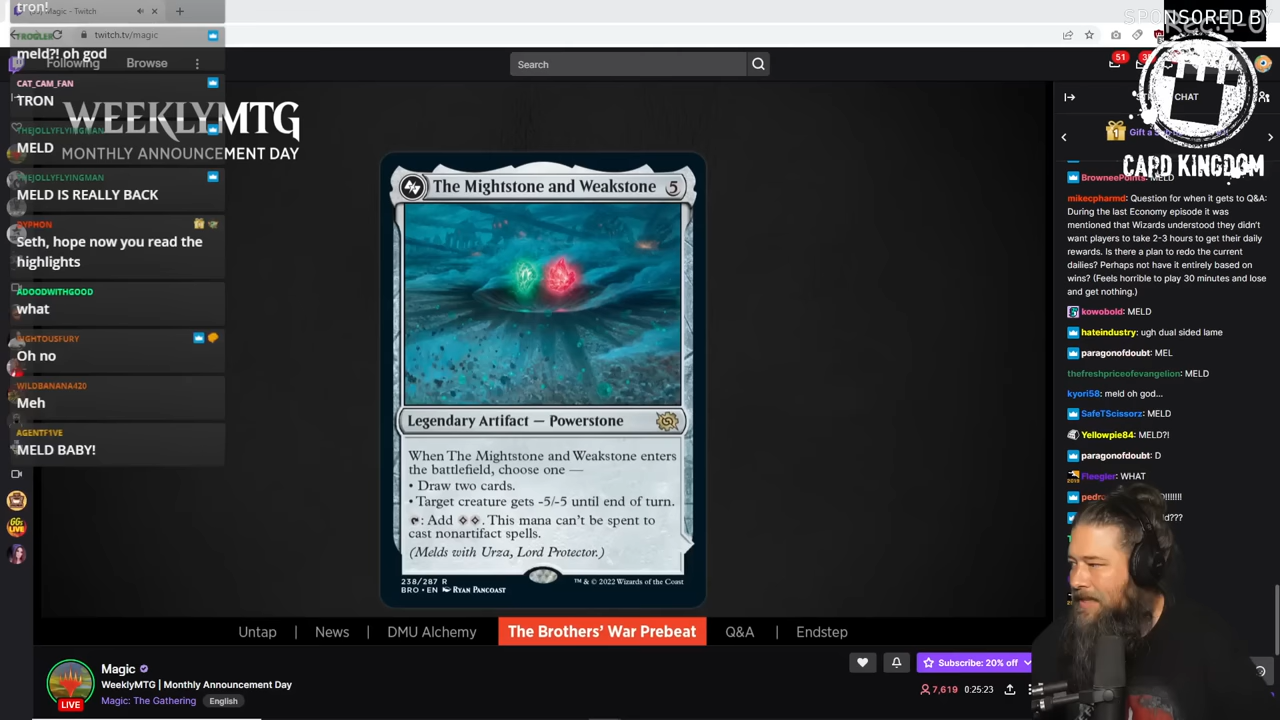 tron!
Magic - Twitch
twitch.tv/magic
SPONSORED BY
CARD KINGDOM
Following
Browse
Search
51
TROGLER
meld?! oh god
CAT_CAM_FAN
TRON
THEJOLLYFLYINGMAN
MELD
THEJOLLYFLYINGMAN
MELD IS REALLY BACK
Seth, hope now you read the
highlights
ADOODWITHGOOD
what
Oh no
WILDBANANA420
Meh
AGENTF1VE
MELD BABY!
WEEKLYMTG
MONTHLY ANNOUNCEMENT DAY
The Mightstone and Weakstone 5
Legendary Artifact — Powerstone
When The Mightstone and Weakstone enters
the battlefield, choose one —
• Draw two cards.
• Target creature gets -5/-5 until end of turn.
: Add . This mana can't be spent to
cast nonartifact spells.
(Melds with Urza, Lord Protector.)
238/287 R
BRO • EN RYAN PANCOAST
™ & © 2022 Wizards of the Coast
Untap | News | DMU Alchemy The Brothers' War Prebeat Q&A | Endstep
CHAT
BrowneePoints: MELD
mikecpharmd: Question for when it gets to Q&A:
During the last Economy episode it was
mentioned that Wizards understood they didn't
want players to take 2-3 hours to get their daily
rewards. Is there a plan to redo the current
dailies? Perhaps not have it entirely based on
wins? (Feels horrible to play 30 minutes and lose
and get nothing.)
kowobold: MELD
hateindustry: ugh dual sided lame
paragonofdoubt: MEL
thefreshpriceofevangelion: MELD
kyori58: meld oh god...
SafeTScissorz: MELD
Yellowpie84: MELD?!
paragonofdoubt: D
Fleegler: WHAT
Magic
WeeklyMTG | Monthly Announcement Day
Magic: The Gathering English
LIVE
Subscribe: 20% off
7,619 0:25:23
GGs
LIVE